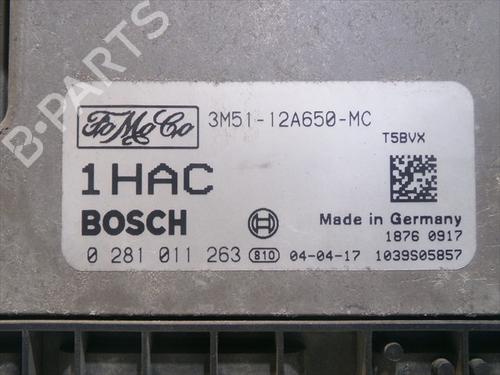 B-PARTS
FoMoCo 3M51-12A650-MC
T5BVX
1HAC
BOSCH Made in Germany
1876 0917
0 281 011 263 810 04-04-17 1039S05857